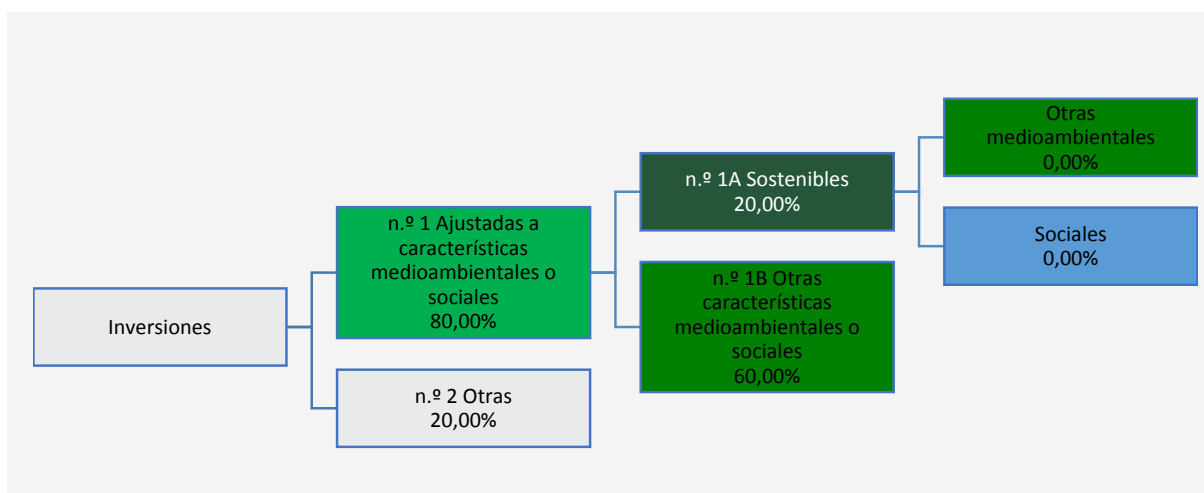 Inversiones
n.º 1 Ajustadas a
características
medioambientales o
sociales
80,00%
n.º 2 Otras
20,00%
n.º 1A Sostenibles
20,00%
n.º 1B Otras
características
medioambientales o
sociales
60,00%
Otras
medioambientales
0,00%
Sociales
0,00%